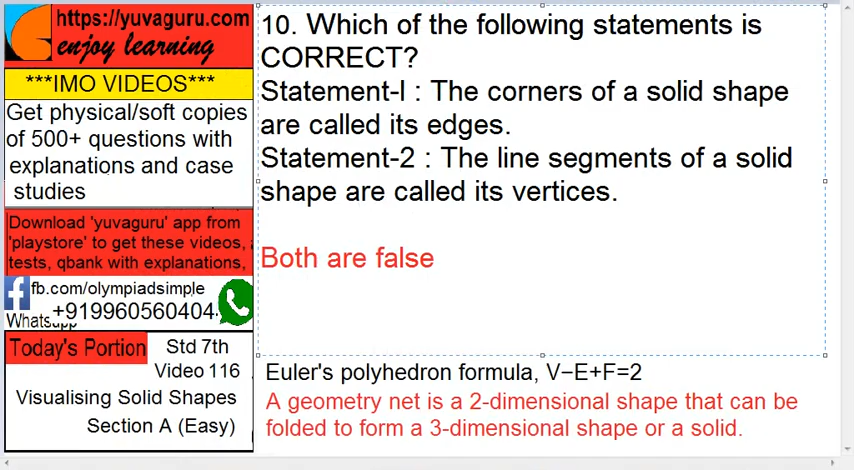 https://yuvaguru.com
enjoy learning
***IMO VIDEOS***
Get physical/soft copies
of 500+ questions with
explanations and case
studies
Download 'yuvaguru' app from
'playstore' to get these videos,
tests, qbank with explanations,
fb.com/olympiadsimple
+919960560404
Whatsupp
Today's Portion
Std 7th
Video 116
Visualising Solid Shapes
Section A (Easy)
10. Which of the following statements is
CORRECT?
Statement-I : The corners of a solid shape
are called its edges.
Statement-2 : The line segments of a solid
shape are called its vertices.
Both are false
Euler's polyhedron formula, V−E+F=2
A geometry net is a 2-dimensional shape that can be
folded to form a 3-dimensional shape or a solid.